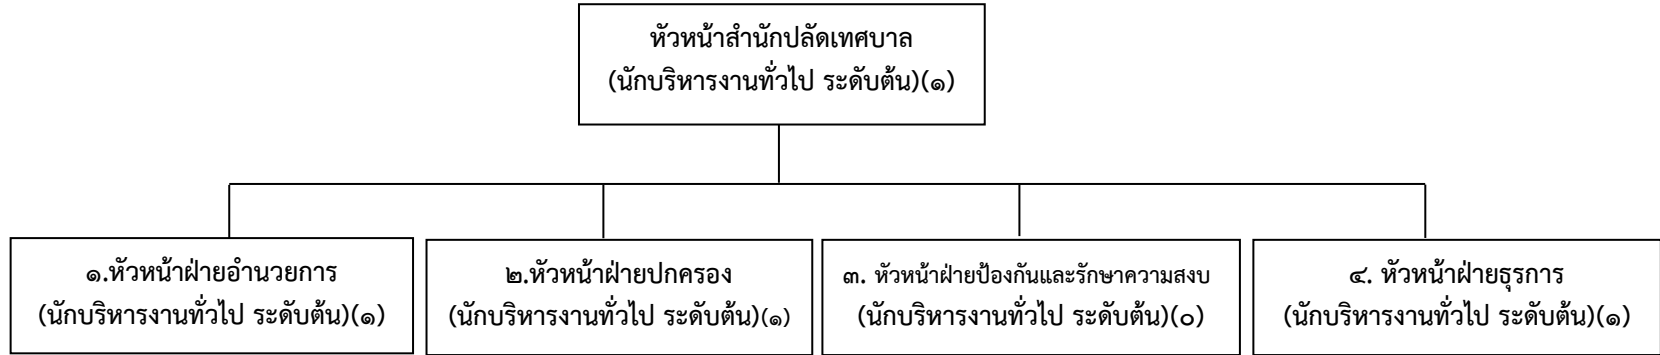 หัวหน้าสำนักปลัดเทศบาล
(นักบริหารงานทั่วไป ระดับต้น)(๑)
๑.หัวหน้าฝ่ายอำนวยการ
(นักบริหารงานทั่วไป ระดับต้น)(๑)
๒.หัวหน้าฝ่ายปกครอง
(นักบริหารงานทั่วไป ระดับต้น)(๑)
๓. หัวหน้าฝ่ายป้องกันและรักษาความสงบ
(นักบริหารงานทั่วไป ระดับต้น)(๐)
๔. หัวหน้าฝ่ายธุรการ
(นักบริหารงานทั่วไป ระดับต้น)(๑)